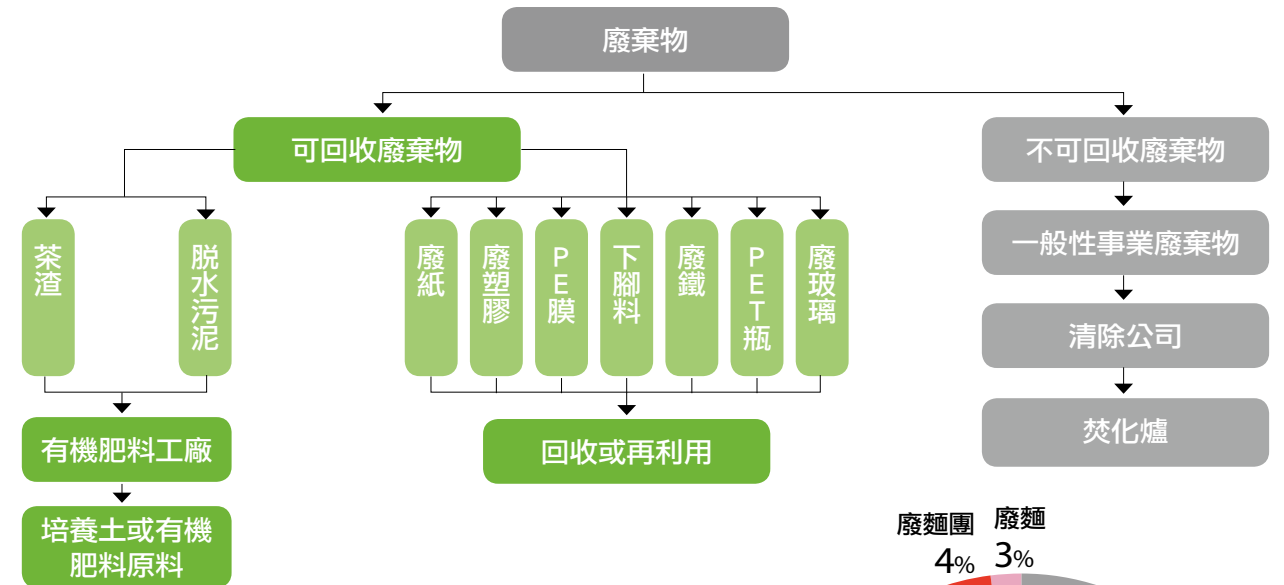 廢棄物
可回收廢棄物
不可回收廢棄物
茶渣
脫水污泥
廢紙
廢塑膠
PE膜
下腳料
廢鐵
PET瓶
廢玻璃
一般性事業廢棄物
清除公司
焚化爐
有機肥料工廠
回收或再利用
培養土或有機
肥料原料
廢麵團
4%
廢麵
3%